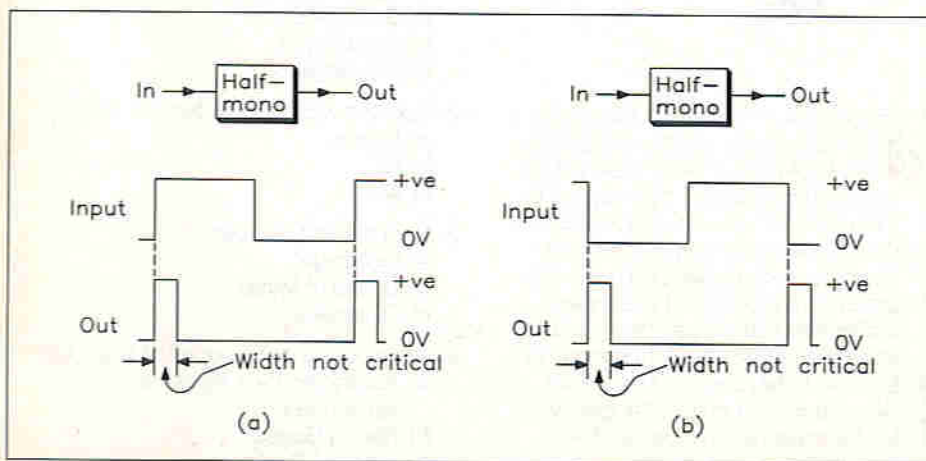 In
Half-
mono
Out
Input
+ve
0V
Out
+ve
0V
Width not critical
(a)
In
Half-
mono
Out
Input
+ve
0V
Out
+ve
0V
Width not critical
(b)